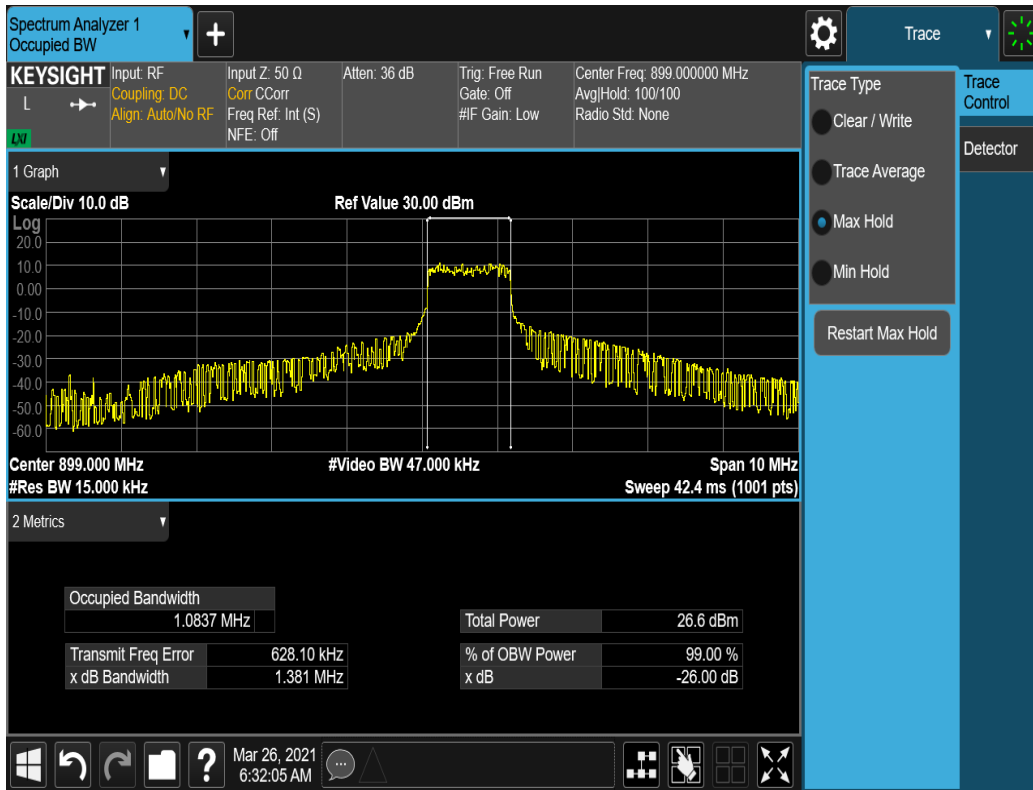 Spectrum Analyzer 1
Occupied BW
+
Trace
KEYSIGHT
L
LXI
Input: RF
Coupling: DC
Align: Auto/No RF
Input Z: 50 Ω
Corr CCorr
Freq Ref: Int (S)
NFE: Off
Atten: 36 dB
Trig: Free Run
Gate: Off
#IF Gain: Low
Center Freq: 899.000000 MHz
Avg|Hold: 100/100
Radio Std: None
Trace Type
Clear / Write
Trace Average
Max Hold
Min Hold
Restart Max Hold
Trace
Control
Detector
1 Graph
Scale/Div 10.0 dB
Ref Value 30.00 dBm
Log
20.0
10.0
0.00
-10.0
-20.0
-30.0
-40.0
-50.0
-60.0
Center 899.000 MHz
#Video BW 47.000 kHz
Span 10 MHz
#Res BW 15.000 kHz
Sweep 42.4 ms (1001 pts)
2 Metrics
Occupied Bandwidth
1.0837 MHz
Transmit Freq Error 628.10 kHz
x dB Bandwidth 1.381 MHz
Total Power 26.6 dBm
% of OBW Power 99.00 %
x dB -26.00 dB
?
Mar 26, 2021
6:32:05 AM